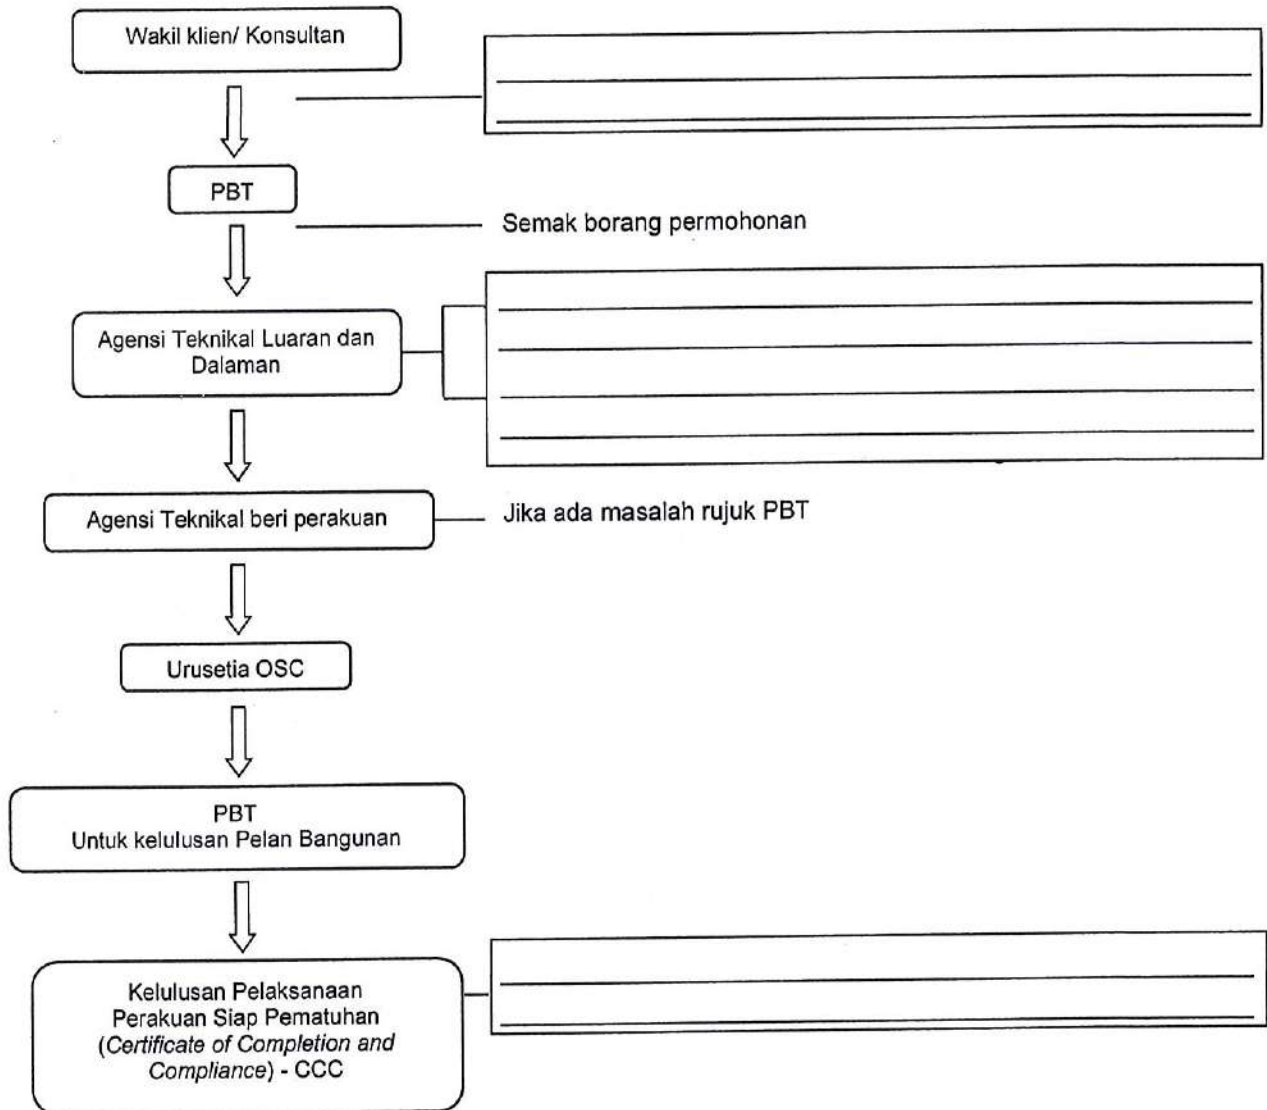 Wakil klien/ Konsultan
PBT
Semak borang permohonan
Agensi Teknikal Luaran dan
Dalaman
Agensi Teknikal beri perakuan
Jika ada masalah rujuk PBT
Urusetia OSC
PBT
Untuk kelulusan Pelan Bangunan
Kelulusan Pelaksanaan
Perakuan Siap Pematuhan
(Certificate of Completion and
Compliance) - CCC